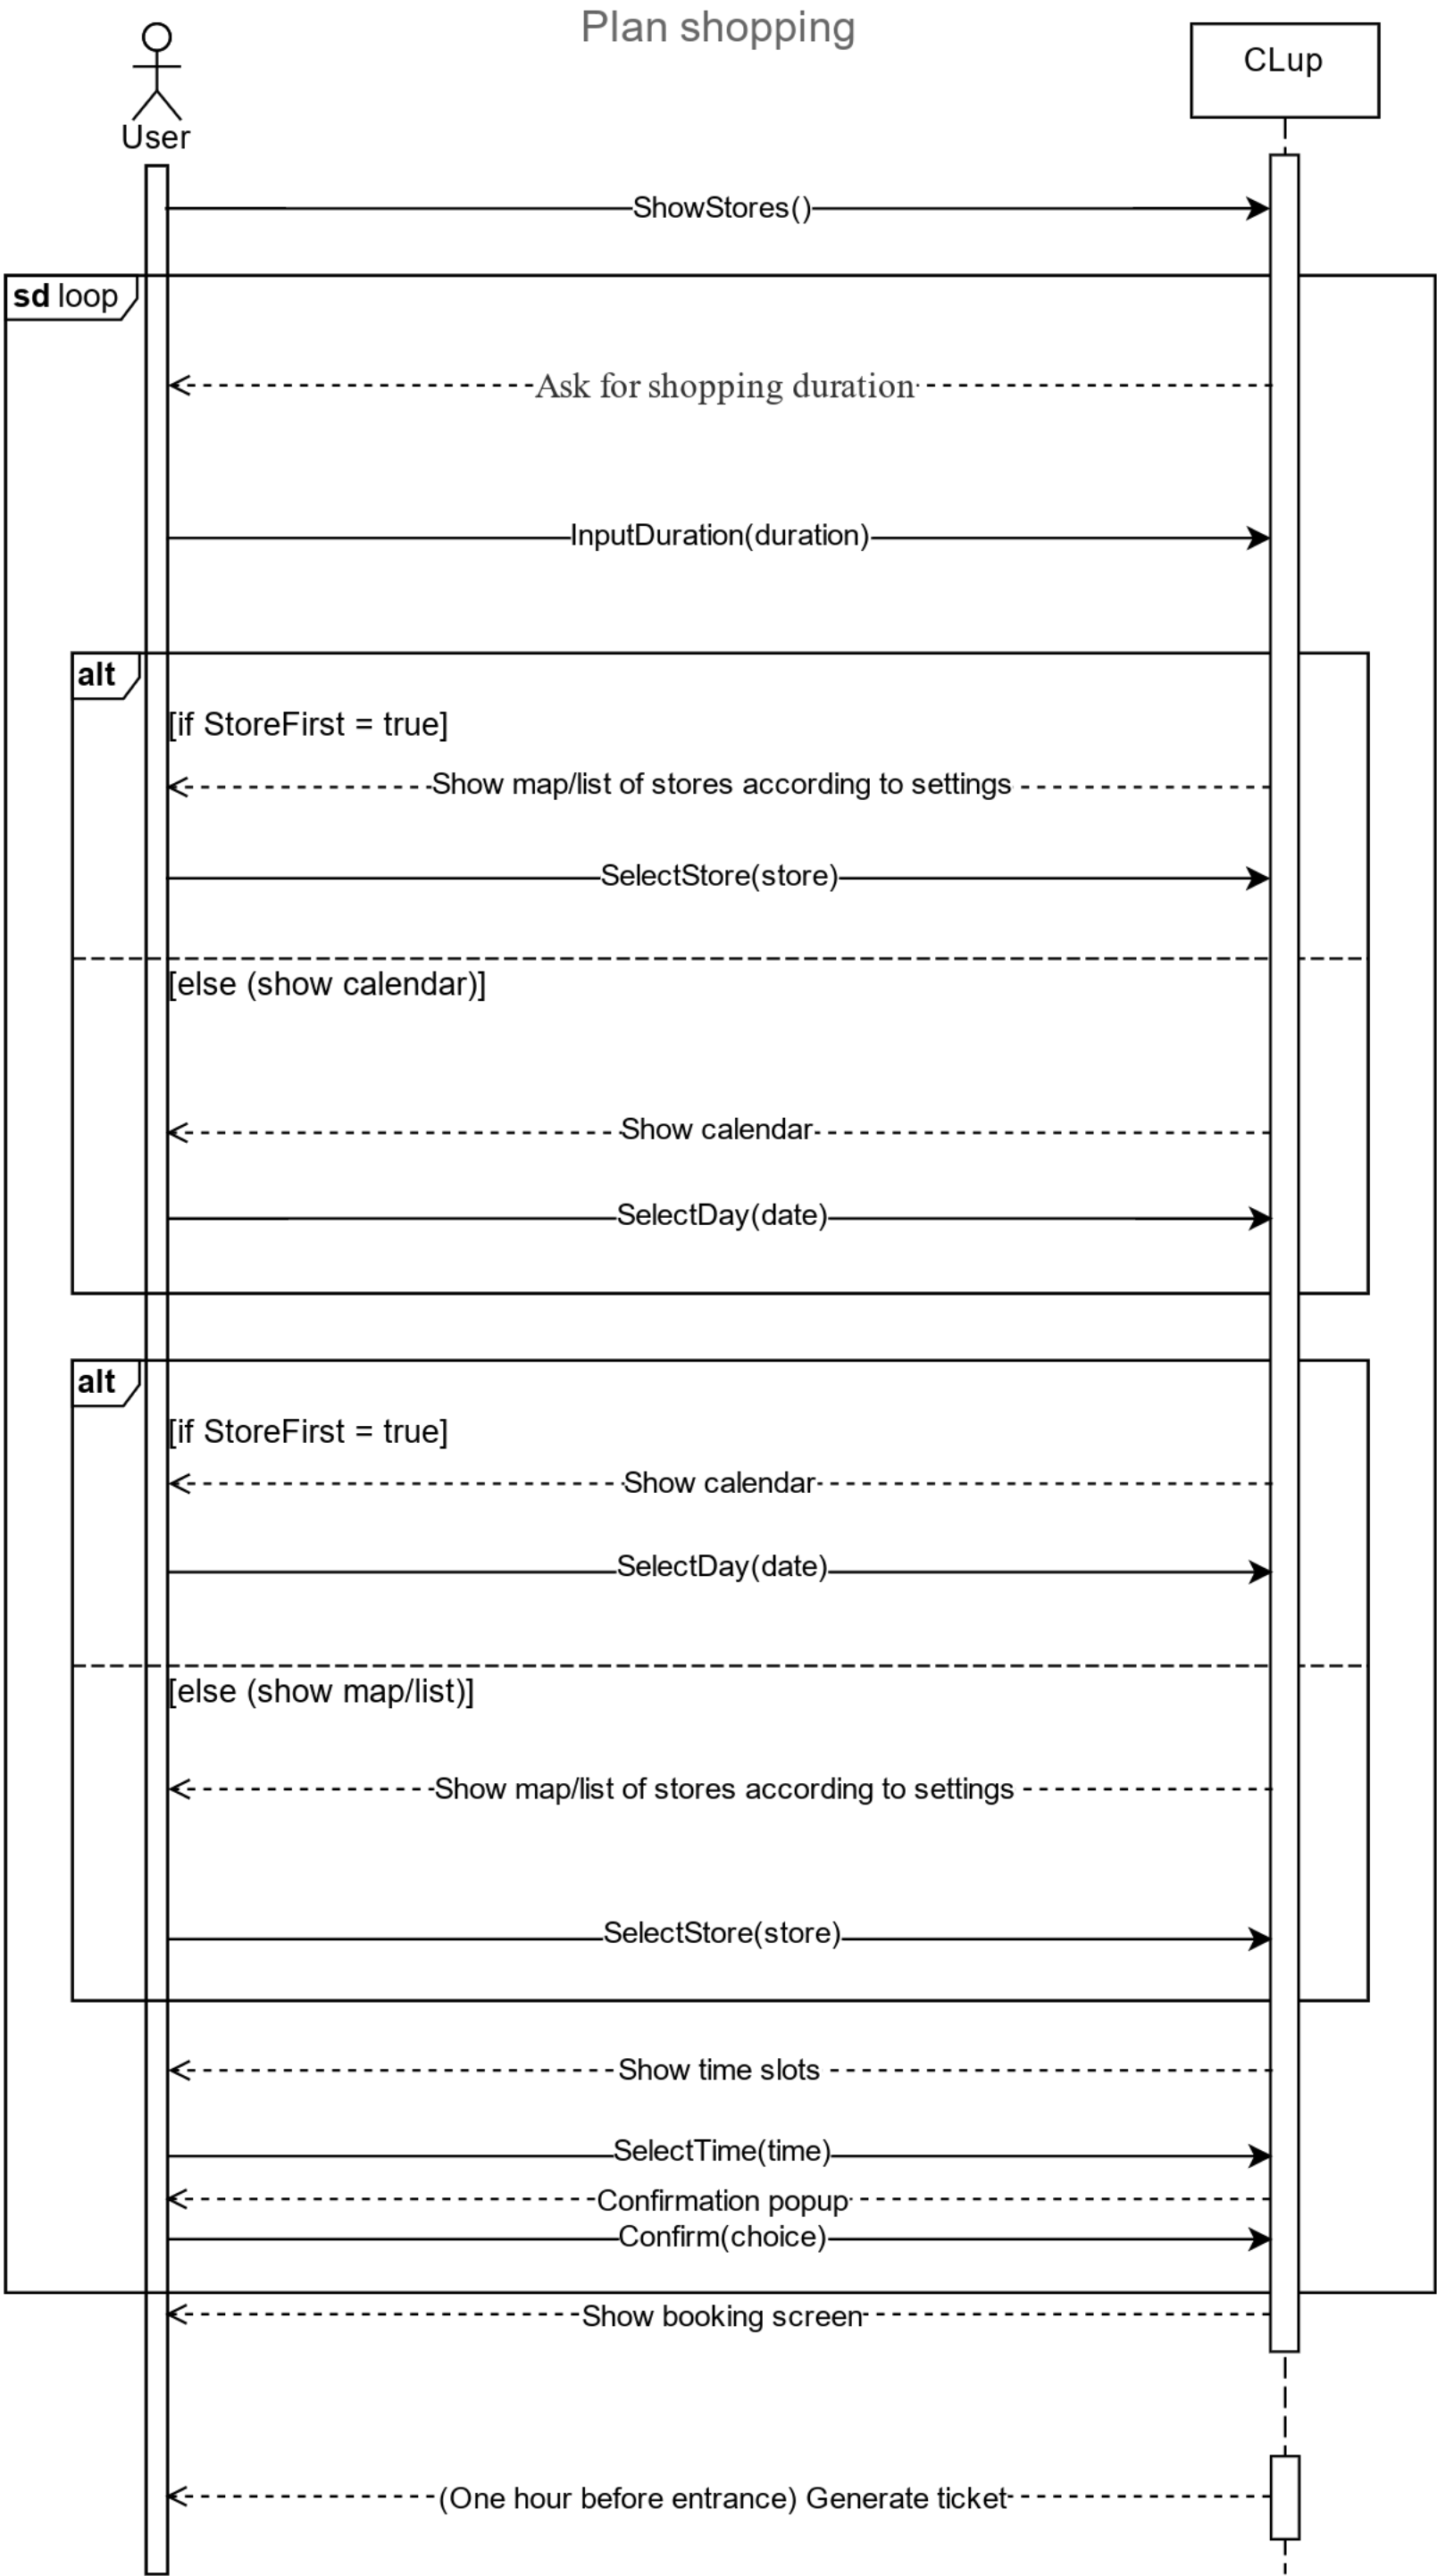 Plan shopping
CLup
User
ShowStores()
sd loop
Ask for shopping duration
InputDuration(duration)
alt
[if StoreFirst = true]
Show map/list of stores according to settings
SelectStore(store)
[else (show calendar)]
Show calendar
SelectDay(date)
alt
[if StoreFirst = true]
Show calendar
SelectDay(date)
[else (show map/list)]
Show map/list of stores according to settings
SelectStore(store)
Show time slots
SelectTime(time)
Confirmation popup
Confirm(choice)
Show booking screen
(One hour before entrance) Generate ticket